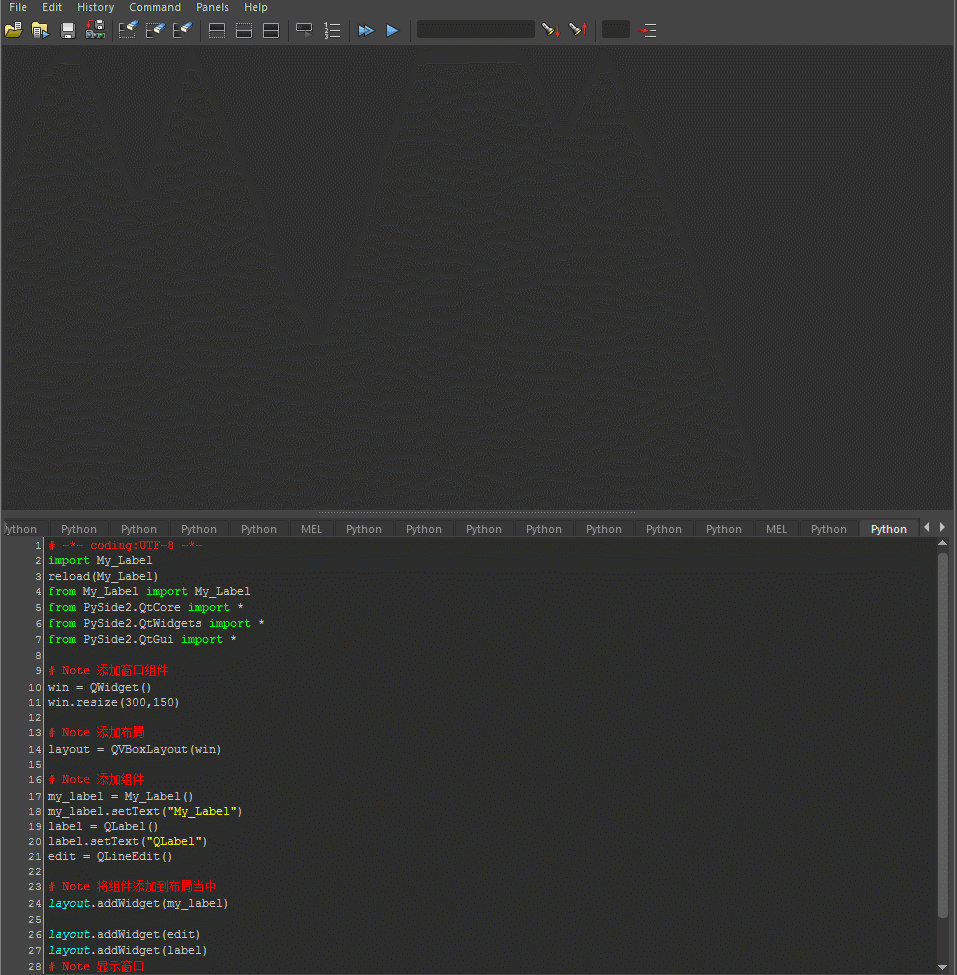 File Edit History Command Panels Help
ython Python Python Python Python MEL Python Python Python Python Python Python Python MEL Python Python
1 # -*- coding:UTF-8 -*-
2 import My_Label
3 reload(My_Label)
4 from My_Label import My_Label
5 from PySide2.QtCore import *
6 from PySide2.QtWidgets import *
7 from PySide2.QtGui import *
8
9 # Note 添加窗口组件
10 win = QWidget()
11 win.resize(300,150)
12
13 # Note 添加布局
14 layout = QVBoxLayout(win)
15
16 # Note 添加组件
17 my_label = My_Label()
18 my_label.setText("My_Label")
19 label = QLabel()
20 label.setText("QLabel")
21 edit = QLineEdit()
22
23 # Note 将组件添加到布局当中
24 layout.addWidget(my_label)
25
26 layout.addWidget(edit)
27 layout.addWidget(label)
28 # Note 显示窗口